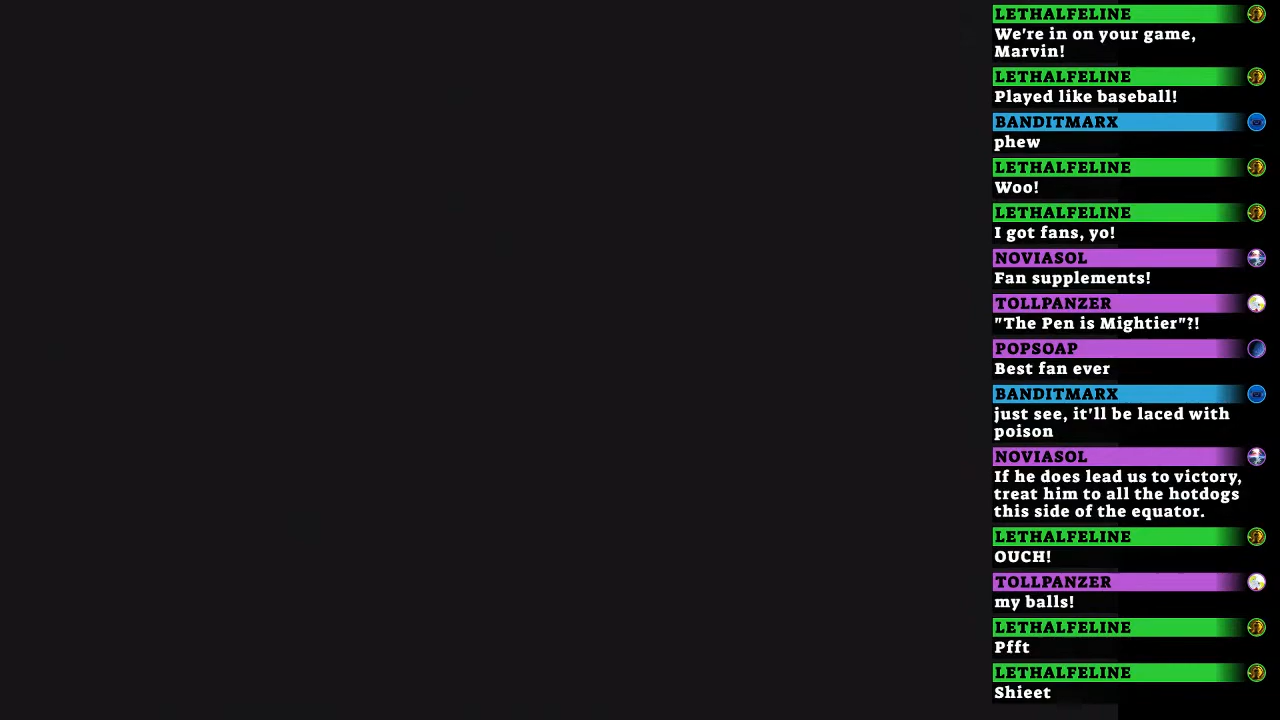 LETHALFELINE
We're in on your game,
Marvin!
LETHALFELINE
Played like baseball!
BANDITMARX
phew
LETHALFELINE
Woo!
LETHALFELINE
I got fans, yo!
NOVIASOL
Fan supplements!
TOLLPANZER
"The Pen is Mightier"?!
POPSOAP
Best fan ever
BANDITMARX
just see, it'll be laced with
poison
NOVIASOL
If he does lead us to victory,
treat him to all the hotdogs
this side of the equator.
LETHALFELINE
OUCH!
TOLLPANZER
my balls!
LETHALFELINE
Pfft
LETHALFELINE
Shieet